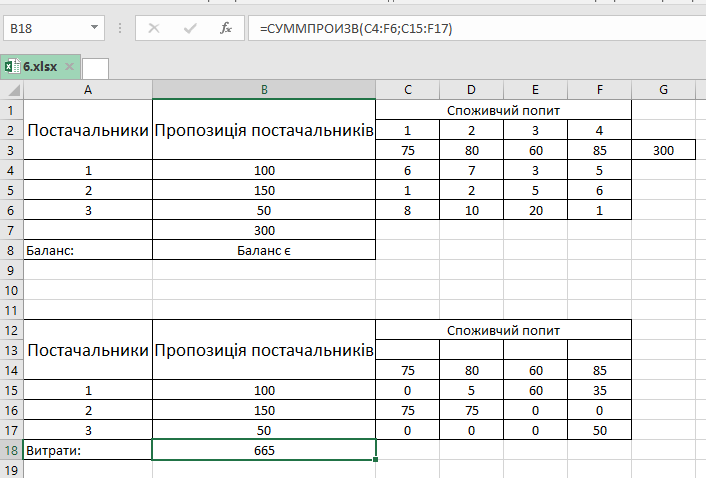 B18 fx =СУММПРОИЗВ(C4:F6;C15:F17)
6.xlsx
A B C D E F G
1 Постачальники Пропозиція постачальників Споживчий попит
2 1 2 3 4
3 75 80 60 85 300
4 1 100 6 7 3 5
5 2 150 1 2 5 6
6 3 50 8 10 20 1
7 300
8 Баланс: Баланс є
9
10
11
12 Постачальники Пропозиція постачальників Споживчий попит
13
14 75 80 60 85
15 1 100 0 5 60 35
16 2 150 75 75 0 0
17 3 50 0 0 0 50
18 Витрати: 665
19